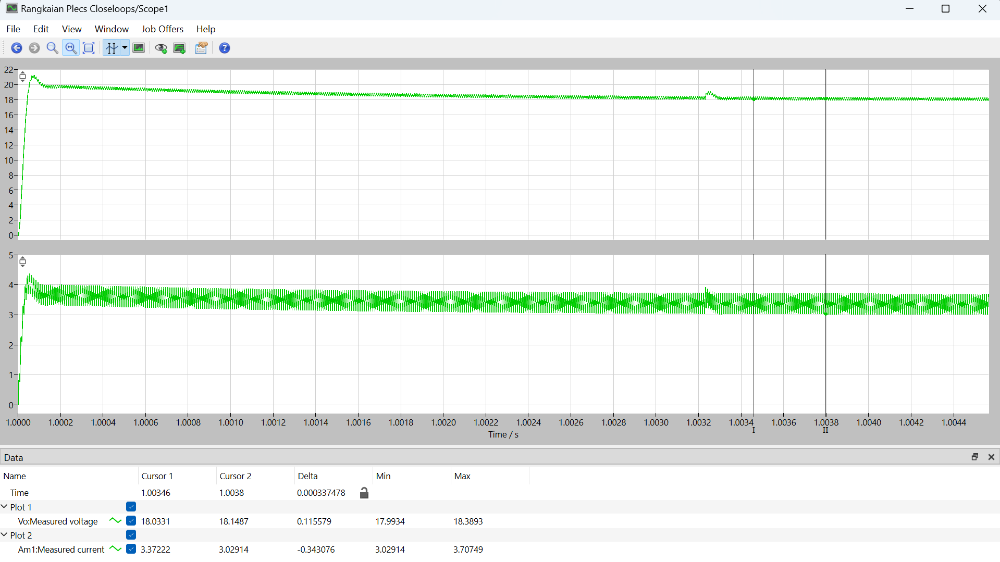 Rangkaian Plecs Closeloops/Scope1
File Edit View Window Job Offers Help
22
20
18
16
14
12
10
8
6
4
2
0
5
4
3
2
1
0
1.0000 1.0002 1.0004 1.0006 1.0008 1.0010 1.0012 1.0014 1.0016 1.0018 1.0020 1.0022 1.0024 1.0026 1.0028 1.0030 1.0032 1.0034 1.0036 1.0038 1.0040 1.0042 1.0044
I II
Time / s
Data
Name Cursor 1 Cursor 2 Delta Min Max
Time 1.00346 1.0038 0.000337478
Plot 1
Vo:Measured voltage 18.0331 18.1487 0.115579 17.9934 18.3893
Plot 2
Am1:Measured current 3.37222 3.02914 -0.343076 3.02914 3.70749